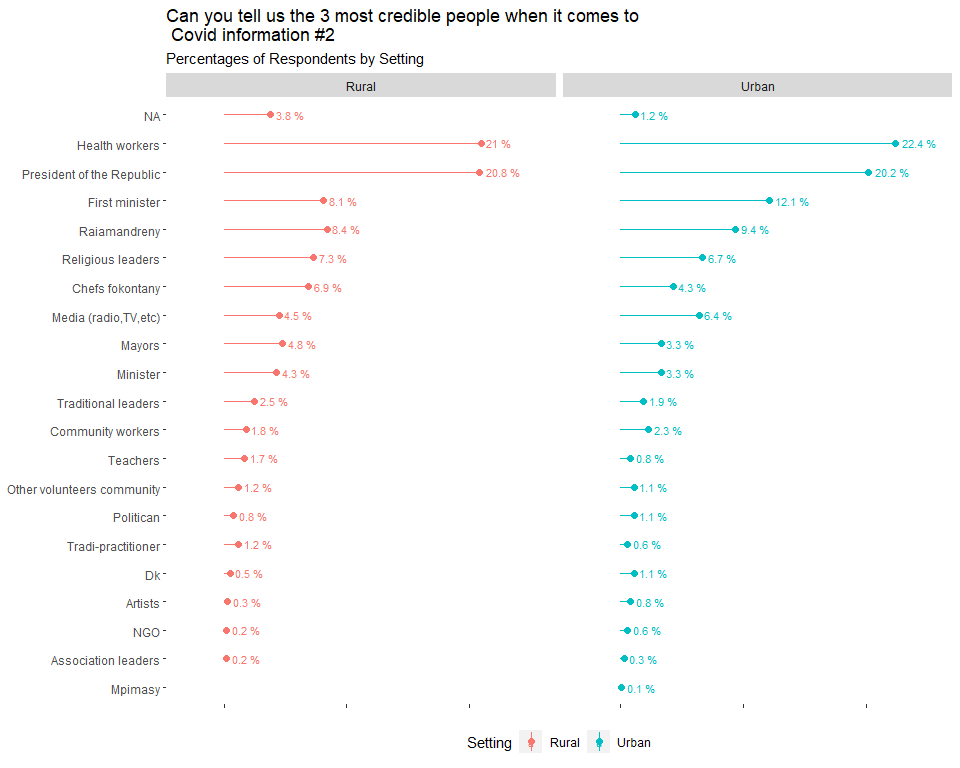 Can you tell us the 3 most credible people when it comes to
Covid information #2
Percentages of Respondents by Setting
Rural Urban
NA 3.8 % 1.2 %
Health workers 21 % 22.4 %
President of the Republic 20.8 % 20.2 %
First minister 8.1 % 12.1 %
Raiamandreny 8.4 % 9.4 %
Religious leaders 7.3 % 6.7 %
Chefs fokontany 6.9 % 4.3 %
Media (radio,TV,etc) 4.5 % 6.4 %
Mayors 4.8 % 3.3 %
Minister 4.3 % 3.3 %
Traditional leaders 2.5 % 1.9 %
Community workers 1.8 % 2.3 %
Teachers 1.7 % 0.8 %
Other volunteers community 1.2 % 1.1 %
Politican 0.8 % 1.1 %
Tradi-practitioner 1.2 % 0.6 %
Dk 0.5 % 1.1 %
Artists 0.3 % 0.8 %
NGO 0.2 % 0.6 %
Association leaders 0.2 % 0.3 %
Mpimasy 0.1 %
Setting Rural Urban